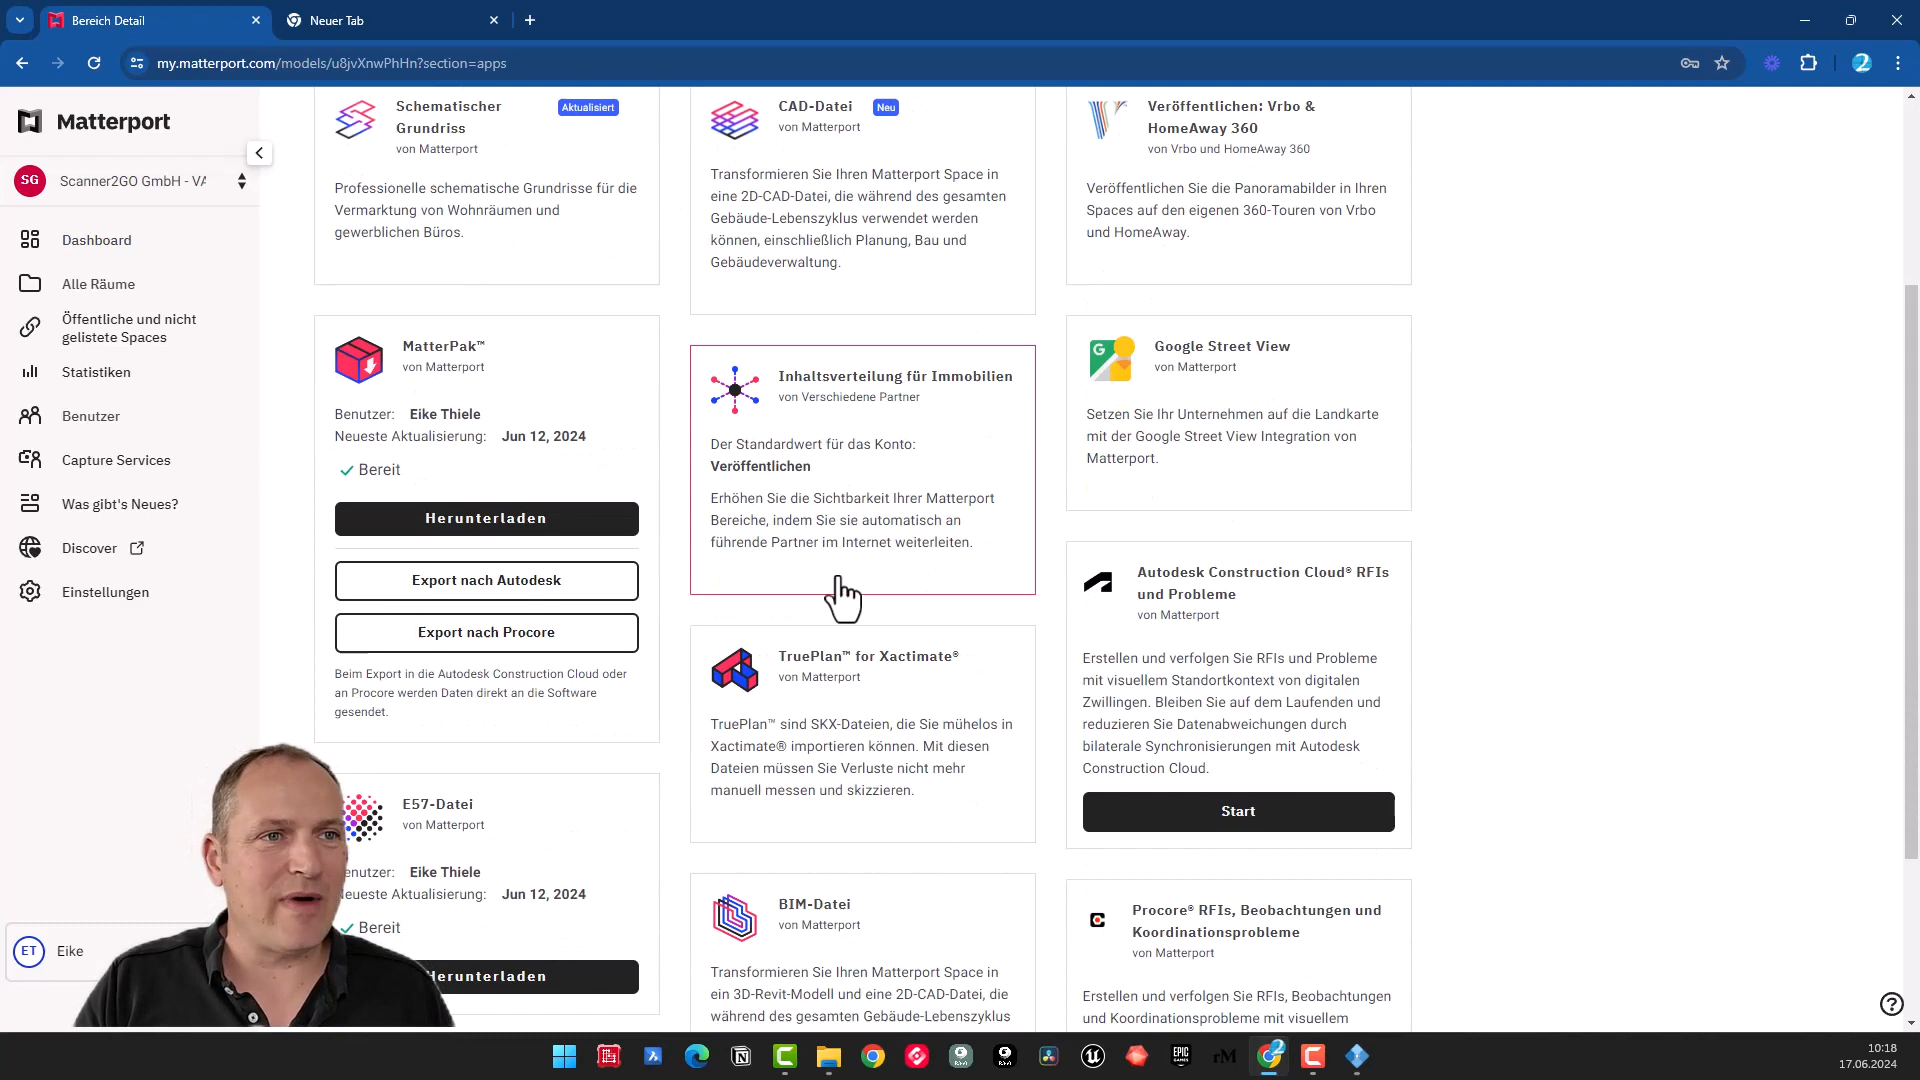 Bereich Detail
Neuer Tab
my.matterport.com/models/u8jvXnwPhHn?section=apps
Matterport
SG
Scanner2GO GmbH - VA
Dashboard
Alle Räume
Öffentliche und nicht
gelistete Spaces
Statistiken
Benutzer
Capture Services
Was gibt's Neues?
Discover
Einstellungen
ET
Eike
Schematischer
Grundriss
Aktualisiert
von Matterport
Professionelle schematische Grundrisse für die
Vermarktung von Wohnräumen und
gewerblichen Büros.
MatterPak™
von Matterport
Benutzer: Eike Thiele
Neueste Aktualisierung: Jun 12, 2024
Bereit
Herunterladen
Export nach Autodesk
Export nach Procore
Beim Export in die Autodesk Construction Cloud oder
an Procore werden Daten direkt an die Software
gesendet.
E57-Datei
von Matterport
enutzer: Eike Thiele
eueste Aktualisierung: Jun 12, 2024
Bereit
Herunterladen
CAD-Datei
Neu
von Matterport
Transformieren Sie Ihren Matterport Space in
eine 2D-CAD-Datei, die während des gesamten
Gebäude-Lebenszyklus verwendet werden
können, einschließlich Planung, Bau und
Gebäudeverwaltung.
Inhaltsverteilung für Immobilien
von Verschiedene Partner
Der Standardwert für das Konto:
Veröffentlichen
Erhöhen Sie die Sichtbarkeit Ihrer Matterport
Bereiche, indem Sie sie automatisch an
führende Partner im Internet weiterleiten.
TruePlan™ for Xactimate®
von Matterport
TruePlan™ sind SKX-Dateien, die Sie mühelos in
Xactimate® importieren können. Mit diesen
Dateien müssen Sie Verluste nicht mehr
manuell messen und skizzieren.
BIM-Datei
von Matterport
Transformieren Sie Ihren Matterport Space in
ein 3D-Revit-Modell und eine 2D-CAD-Datei, die
während des gesamten Gebäude-Lebenszyklus
Veröffentlichen: Vrbo &
HomeAway 360
von Vrbo und HomeAway 360
Veröffentlichen Sie die Panoramabilder in Ihren
Spaces auf den eigenen 360-Touren von Vrbo
und HomeAway.
Google Street View
von Matterport
Setzen Sie Ihr Unternehmen auf die Landkarte
mit der Google Street View Integration von
Matterport.
Autodesk Construction Cloud® RFIs
und Probleme
von Matterport
Erstellen und verfolgen Sie RFIs und Probleme
mit visuellem Standortkontext von digitalen
Zwillingen. Bleiben Sie auf dem Laufenden und
reduzieren Sie Datenabweichungen durch
bilaterale Synchronisierungen mit Autodesk
Construction Cloud.
Start
Procore® RFIs, Beobachtungen und
Koordinationsprobleme
von Matterport
Erstellen und verfolgen Sie RFIs, Beobachtungen
und Koordinationsprobleme mit visuellem
EPIC
GAMES
rM
10:18
17.06.2024